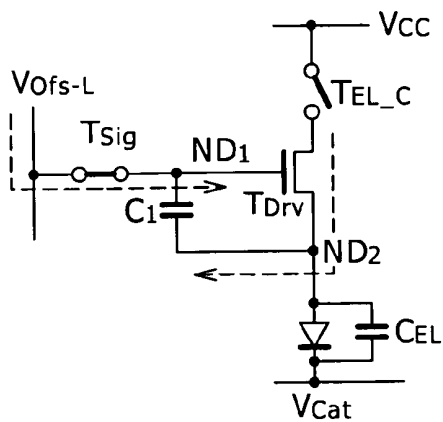 VCC
VOfs-L
TEL_C
TSig
ND1
TDrv
C1
ND2
CEL
VCat